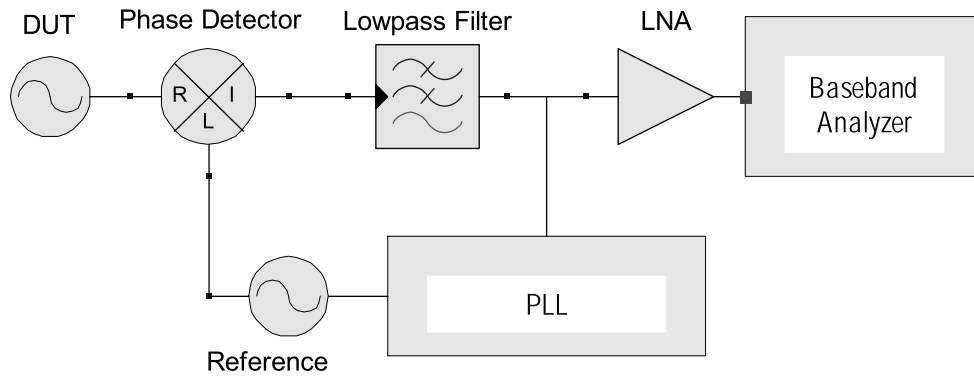 DUT
Phase Detector
Lowpass Filter
LNA
R
I
L
Baseband
Analyzer
PLL
Reference